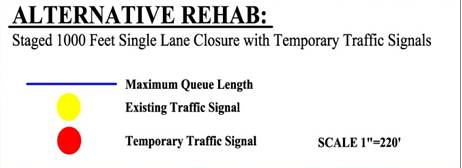 ALTERNATIVE REHAB:
Staged 1000 Feet Single Lane Closure with Temporary Traffic Signals
Maximum Queue Length
Existing Traffic Signal
Temporary Traffic Signal SCALE 1"=220'